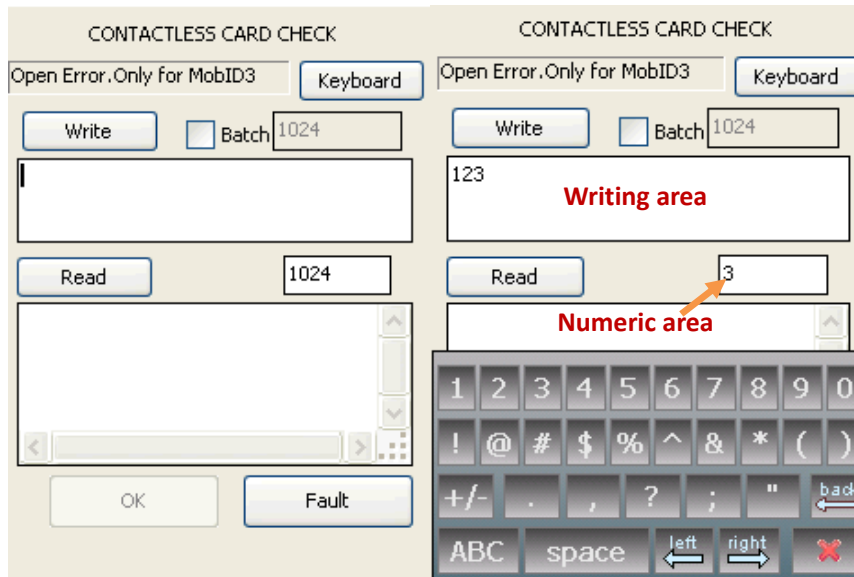 CONTACTLESS CARD CHECK
Open Error.Only for MobID3 Keyboard
Write Batch 1024
Read 1024
OK Fault
CONTACTLESS CARD CHECK
Open Error.Only for MobID3 Keyboard
Write Batch 1024
123
Writing area
Read 3
Numeric area
1 2 3 4 5 6 7 8 9 0
! @ # $ % ^ & * ( )
+/- . , ? ; " back
ABC space left right